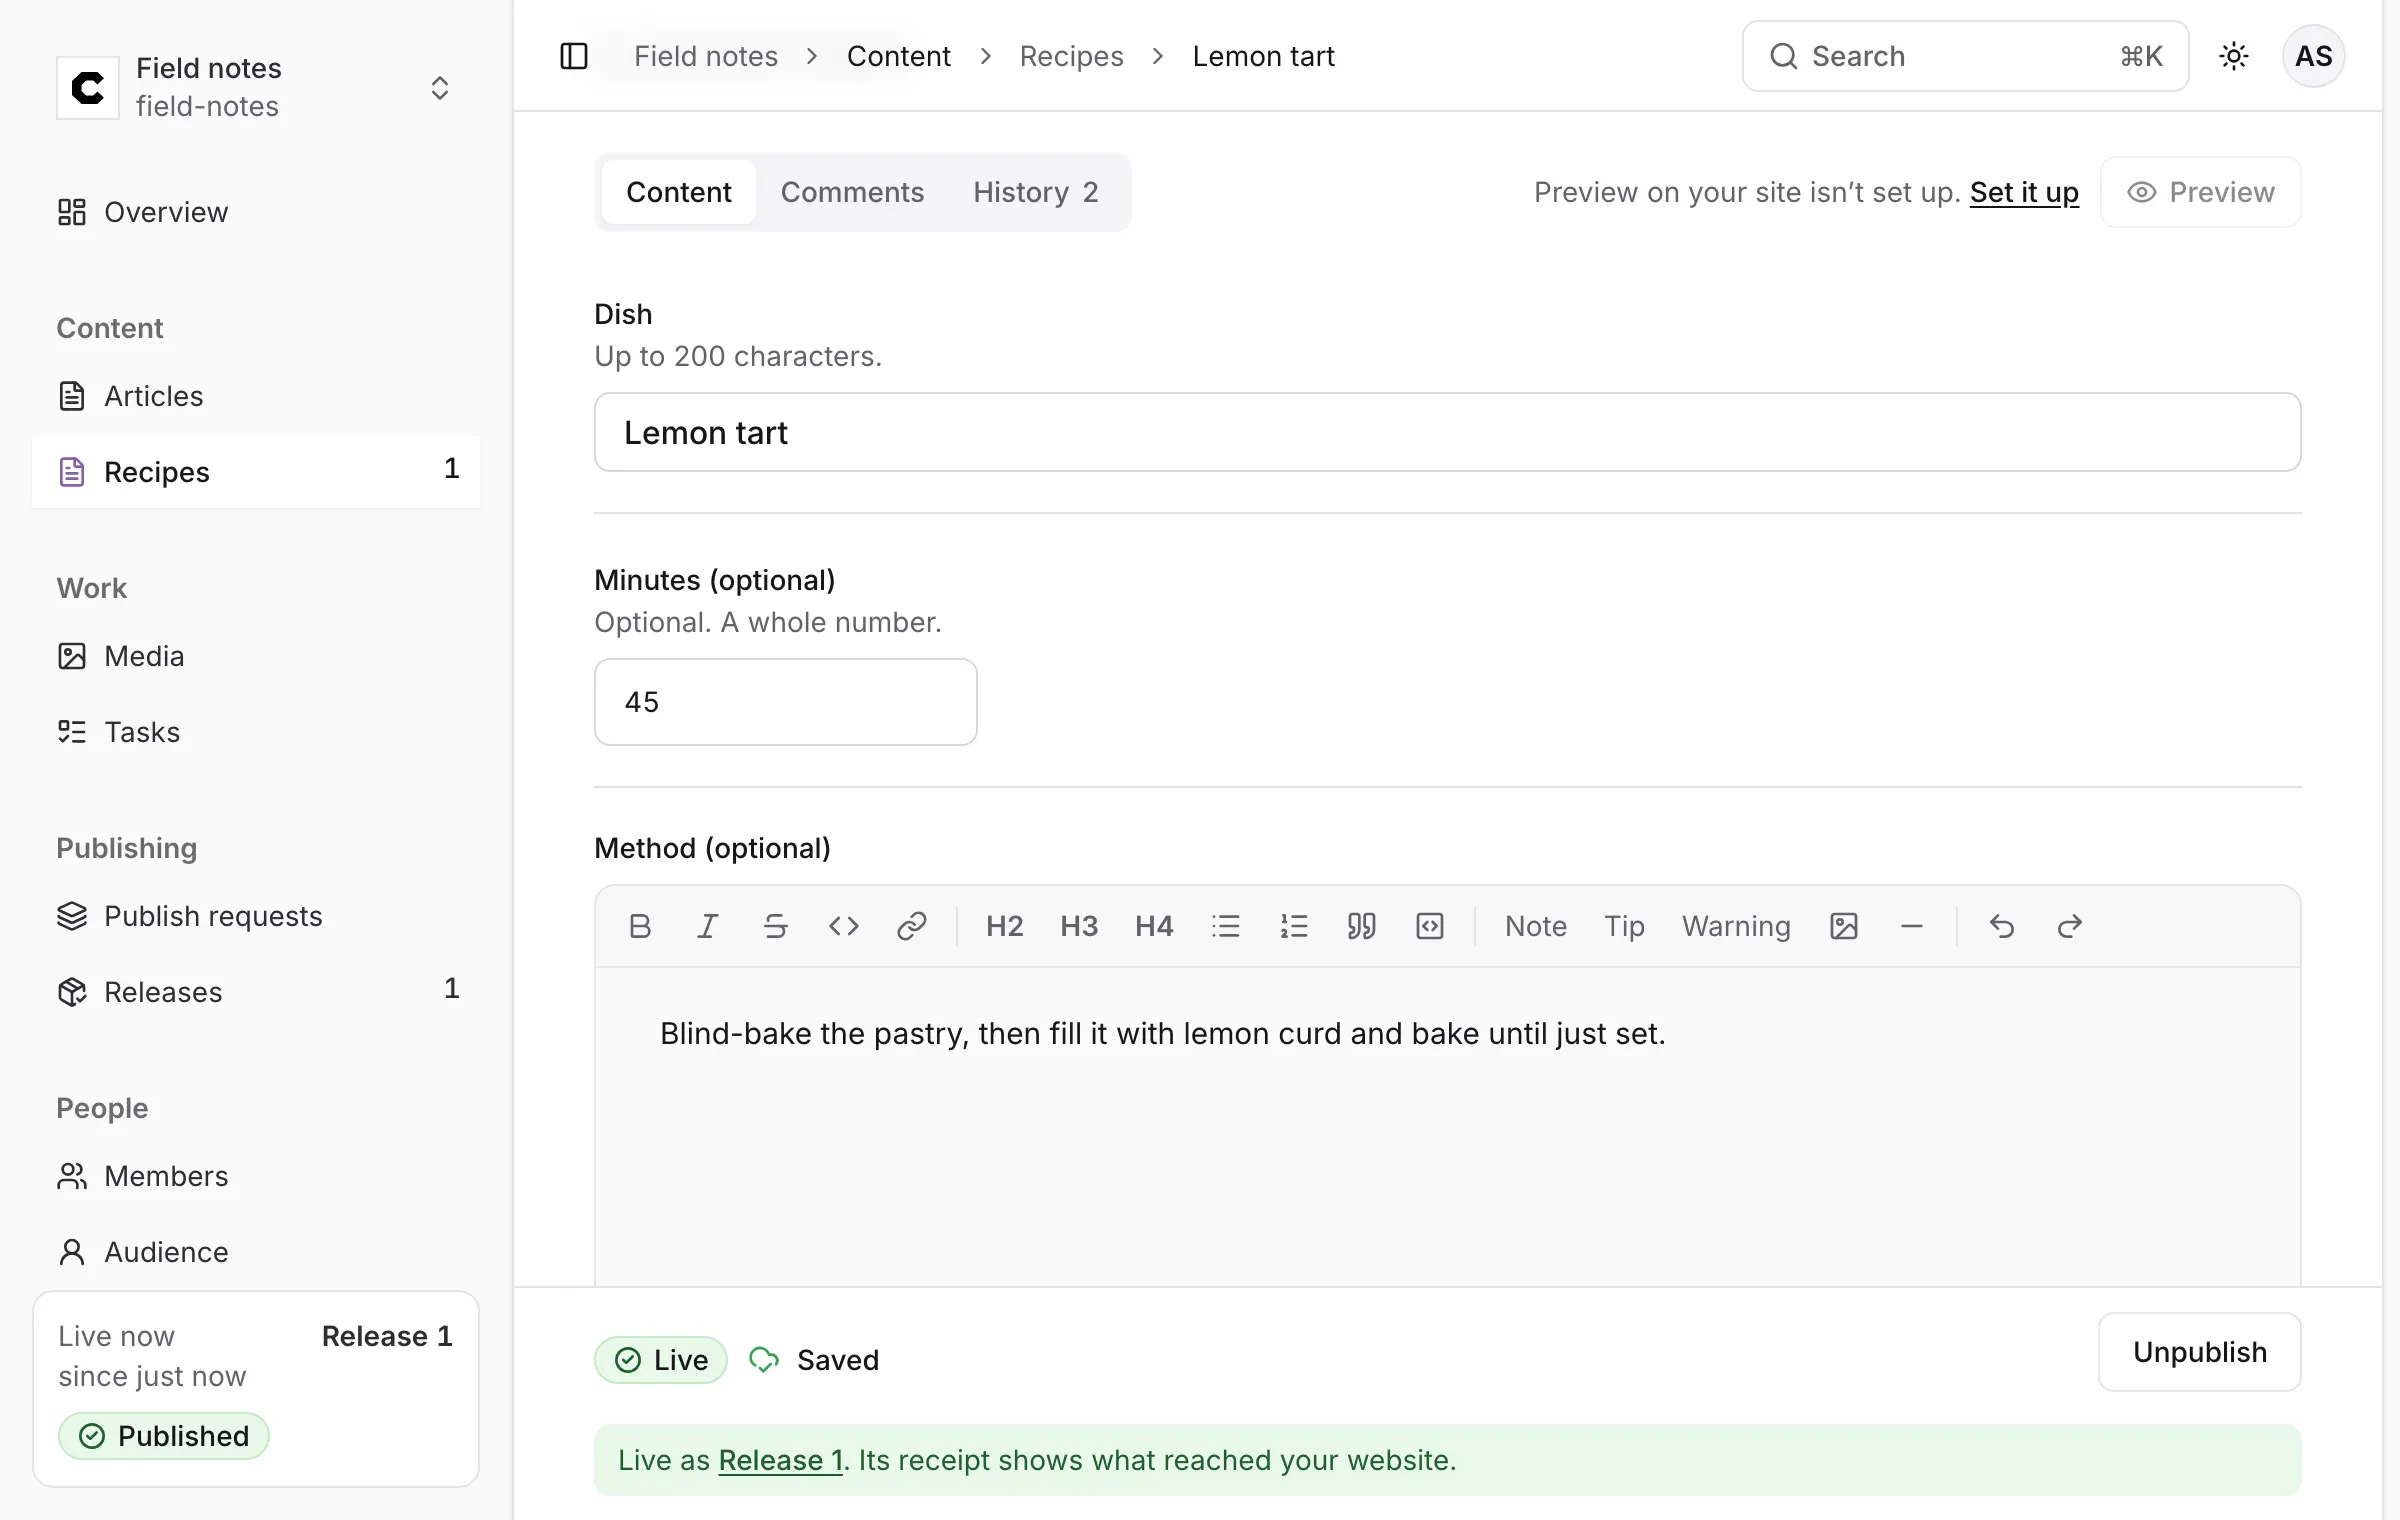 Field notes
field-notes
Overview
Content
Articles
Recipes 1
Work
Media
Tasks
Publishing
Publish requests
Releases 1
People
Members
Audience
Live now Release 1
since just now
Published
Field notes > Content > Recipes > Lemon tart
Search ⌘K
AS
Content Comments History 2
Preview on your site isn’t set up. Set it up Preview
Dish
Up to 200 characters.
Lemon tart
Minutes (optional)
Optional. A whole number.
45
Method (optional)
B I S <> H2 H3 H4 Note Tip Warning
Blind-bake the pastry, then fill it with lemon curd and bake until just set.
Live Saved
Unpublish
Live as Release 1. Its receipt shows what reached your website.